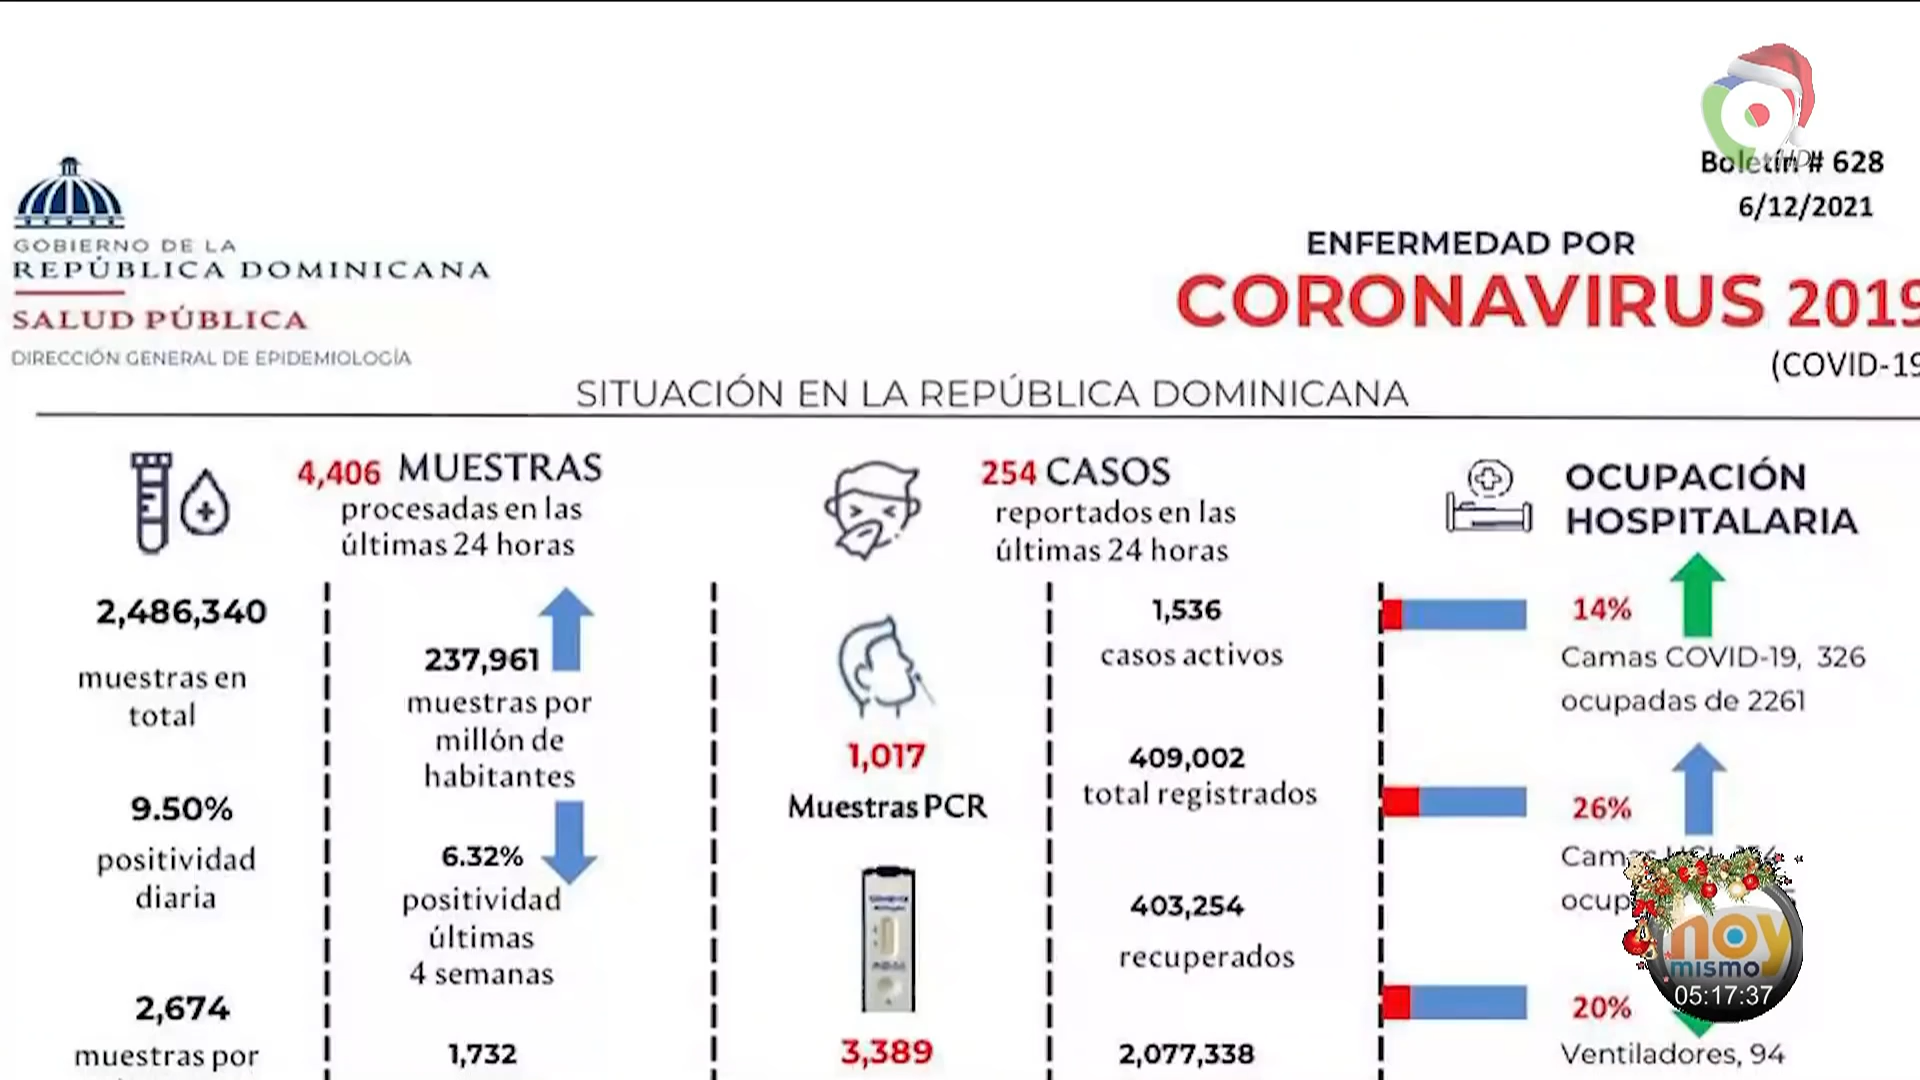 Boletín # 628
6/12/2021
GOBIERNO DE LA
REPÚBLICA DOMINICANA
SALUD PÚBLICA
DIRECCIÓN GENERAL DE EPIDEMIOLOGÍA
ENFERMEDAD POR
CORONAVIRUS 2019
(COVID-19
SITUACIÓN EN LA REPÚBLICA DOMINICANA
4,406 MUESTRAS
procesadas en las
últimas 24 horas
2,486,340
muestras en
total
9.50%
positividad
diaria
2,674
muestras por
237,961
muestras por
millón de
habitantes
6.32%
positividad
últimas
4 semanas
1,732
254 CASOS
reportados en las
últimas 24 horas
1,017
Muestras PCR
3,389
1,536
casos activos
409,002
total registrados
403,254
recuperados
2,077,338
OCUPACIÓN
HOSPITALARIA
14%
Camas COVID-19, 326
ocupadas de 2261
26%
20%
Ventiladores, 94
hoy
mismo
05:17:37